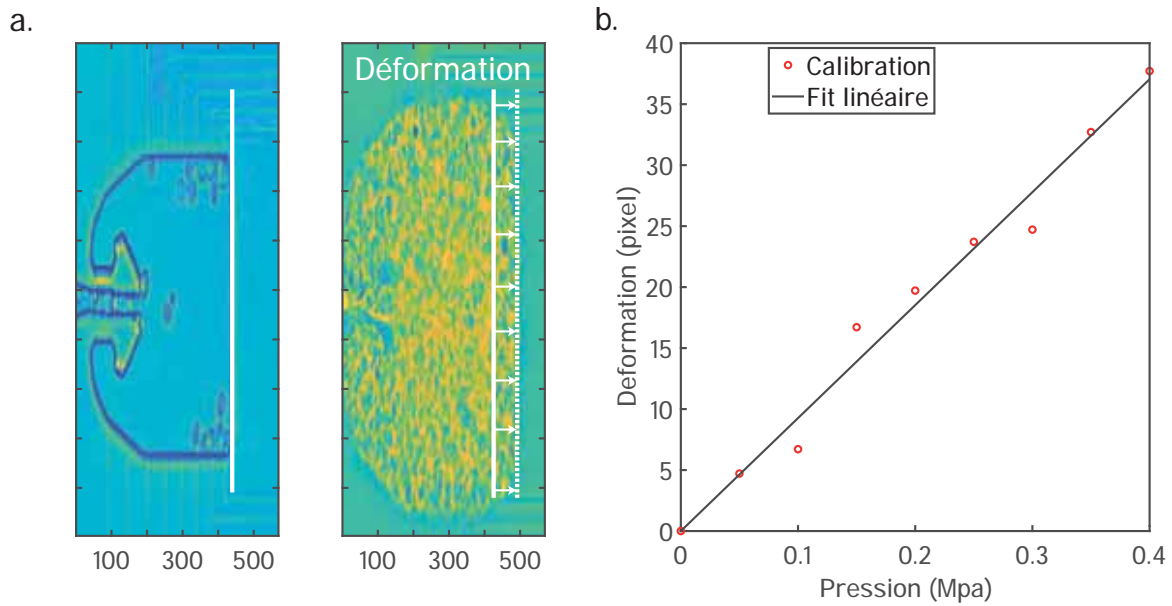 a.
Déformation
100 300 500
100 300 500
b.
40
35
30
25
20
15
10
5
0
Deformation (pixel)
Calibration
Fit linéaire
0 0.1 0.2 0.3 0.4
Pression (Mpa)